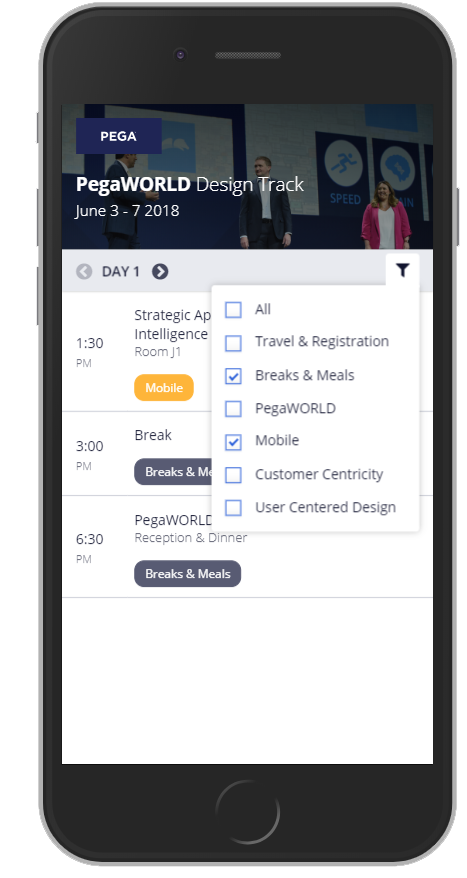 PEGA
SPEED
PegaWORLD Design Track
June 3 - 7 2018
DAY 1
All
Travel & Registration
Breaks & Meals
PegaWORLD
Mobile
Customer Centricity
User Centered Design
1:30
PM
Strategic Ap
Intelligence
Room J1
Mobile
3:00
PM
Break
Breaks & Me
6:30
PM
PegaWORLD
Reception & Dinner
Breaks & Meals